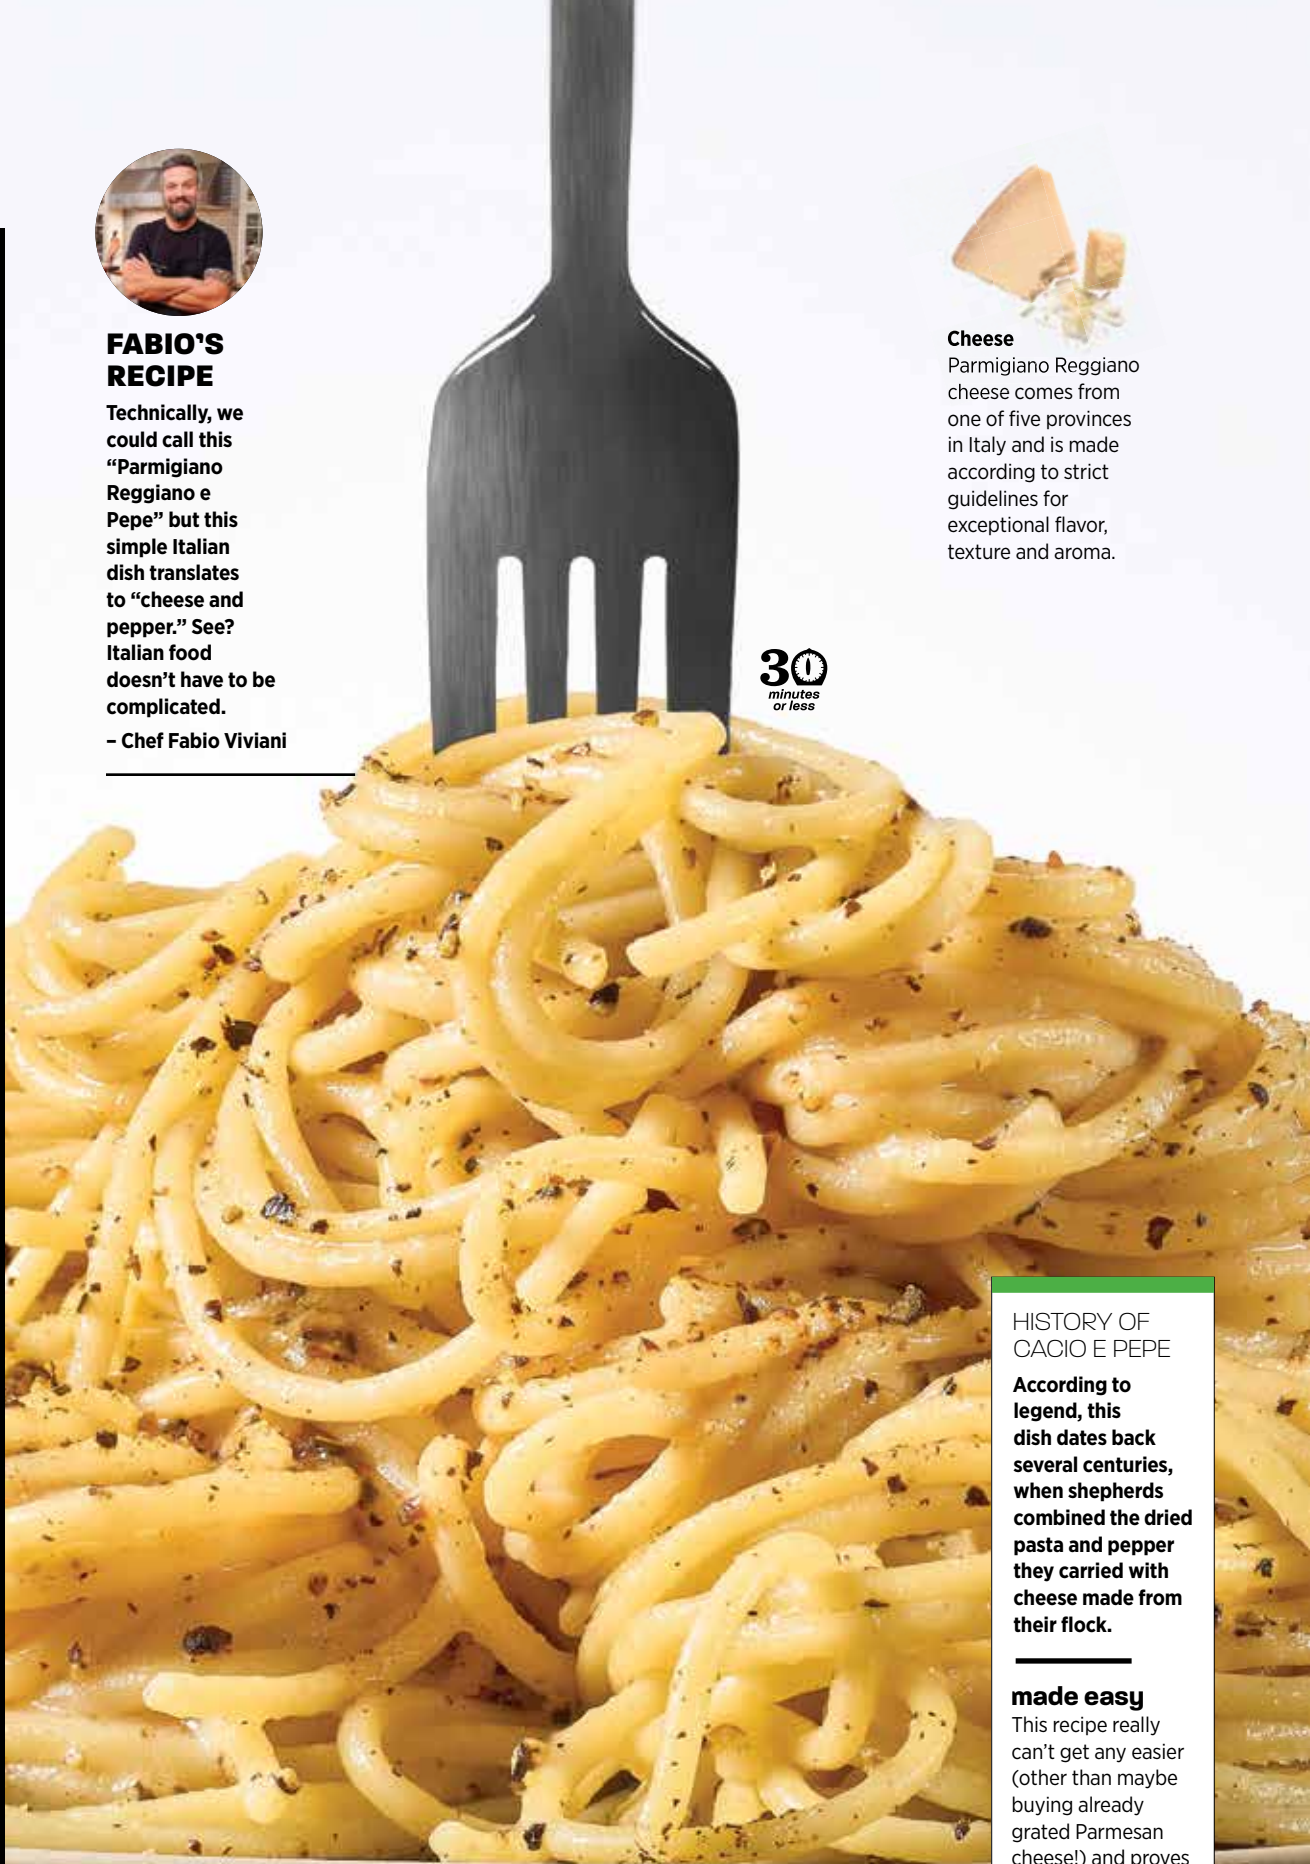 FABIO’S
RECIPE
Technically, we
could call this
“Parmigiano
Reggiano e
Pepe” but this
simple Italian
dish translates
to “cheese and
pepper.” See?
Italian food
doesn’t have to be
complicated.
– Chef Fabio Viviani
Cheese
Parmigiano Reggiano
cheese comes from
one of five provinces
in Italy and is made
according to strict
guidelines for
exceptional flavor,
texture and aroma.
30
minutes
or less
HISTORY OF
CACIO E PEPE
According to
legend, this
dish dates back
several centuries,
when shepherds
combined the dried
pasta and pepper
they carried with
cheese made from
their flock.
made easy
This recipe really
can’t get any easier
(other than maybe
buying already
grated Parmesan
cheese!) and proves